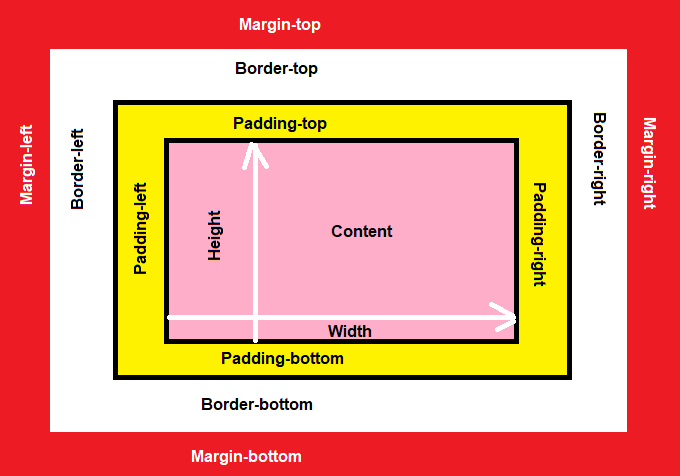 Margin-top
Border-top
Padding-top
Margin-left
Border-left
Padding-left
Height
Content
Padding-right
Border-right
Margin-right
Width
Padding-bottom
Border-bottom
Margin-bottom